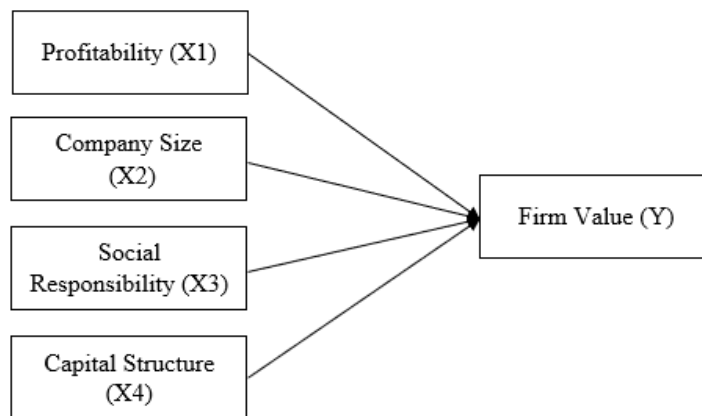 Profitability (X1)
Company Size
(X2)
Social
Responsibility (X3)
Capital Structure
(X4)
Firm Value (Y)